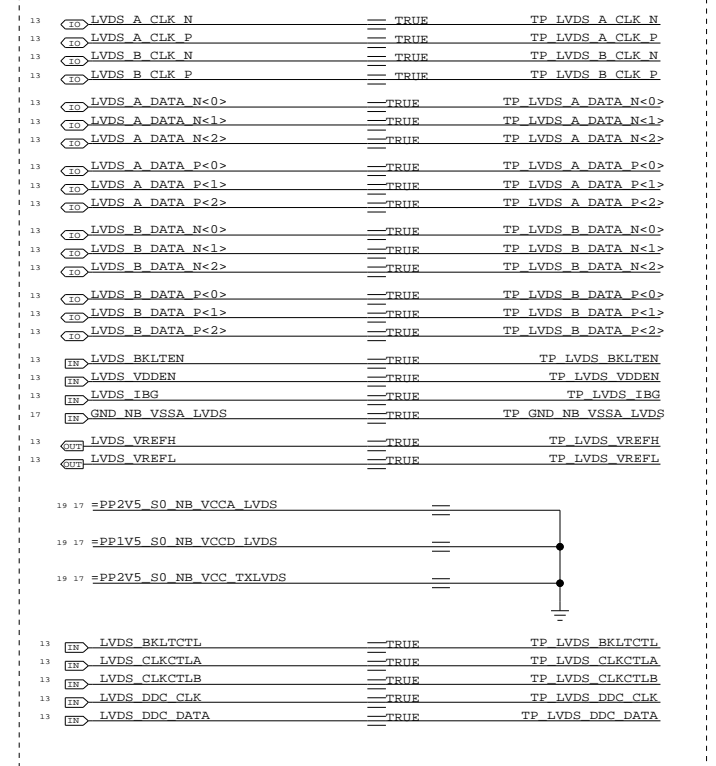 13 IO LVDS_A_CLK_N TRUE TP_LVDS_A_CLK_N
13 IO LVDS_A_CLK_P TRUE TP_LVDS_A_CLK_P
13 IO LVDS_B_CLK_N TRUE TP_LVDS_B_CLK_N
13 IO LVDS_B_CLK_P TRUE TP_LVDS_B_CLK_P
13 IO LVDS_A_DATA_N<0> TRUE TP_LVDS_A_DATA_N<0>
13 IO LVDS_A_DATA_N<1> TRUE TP_LVDS_A_DATA_N<1>
13 IO LVDS_A_DATA_N<2> TRUE TP_LVDS_A_DATA_N<2>
13 IO LVDS_A_DATA_P<0> TRUE TP_LVDS_A_DATA_P<0>
13 IO LVDS_A_DATA_P<1> TRUE TP_LVDS_A_DATA_P<1>
13 IO LVDS_A_DATA_P<2> TRUE TP_LVDS_A_DATA_P<2>
13 IO LVDS_B_DATA_N<0> TRUE TP_LVDS_B_DATA_N<0>
13 IO LVDS_B_DATA_N<1> TRUE TP_LVDS_B_DATA_N<1>
13 IO LVDS_B_DATA_N<2> TRUE TP_LVDS_B_DATA_N<2>
13 IO LVDS_B_DATA_P<0> TRUE TP_LVDS_B_DATA_P<0>
13 IO LVDS_B_DATA_P<1> TRUE TP_LVDS_B_DATA_P<1>
13 IO LVDS_B_DATA_P<2> TRUE TP_LVDS_B_DATA_P<2>
13 IN LVDS_BKLTEN TRUE TP_LVDS_BKLTEN
13 IN LVDS_VDDEN TRUE TP_LVDS_VDDEN
13 IN LVDS_IBG TRUE TP_LVDS_IBG
17 IN GND_NB_VSSA_LVDS TRUE TP_GND_NB_VSSA_LVDS
13 OUT LVDS_VREFH TRUE TP_LVDS_VREFH
13 OUT LVDS_VREFL TRUE TP_LVDS_VREFL
19 17 =PP2V5_S0_NB_VCCA_LVDS
19 17 =PP1V5_S0_NB_VCCD_LVDS
19 17 =PP2V5_S0_NB_VCC_TXLVDS
13 IN LVDS_BKLTCTL TRUE TP_LVDS_BKLTCTL
13 IN LVDS_CLKCTLA TRUE TP_LVDS_CLKCTLA
13 IN LVDS_CLKCTLB TRUE TP_LVDS_CLKCTLB
13 IN LVDS_DDC_CLK TRUE TP_LVDS_DDC_CLK
13 IN LVDS_DDC_DATA TRUE TP_LVDS_DDC_DATA